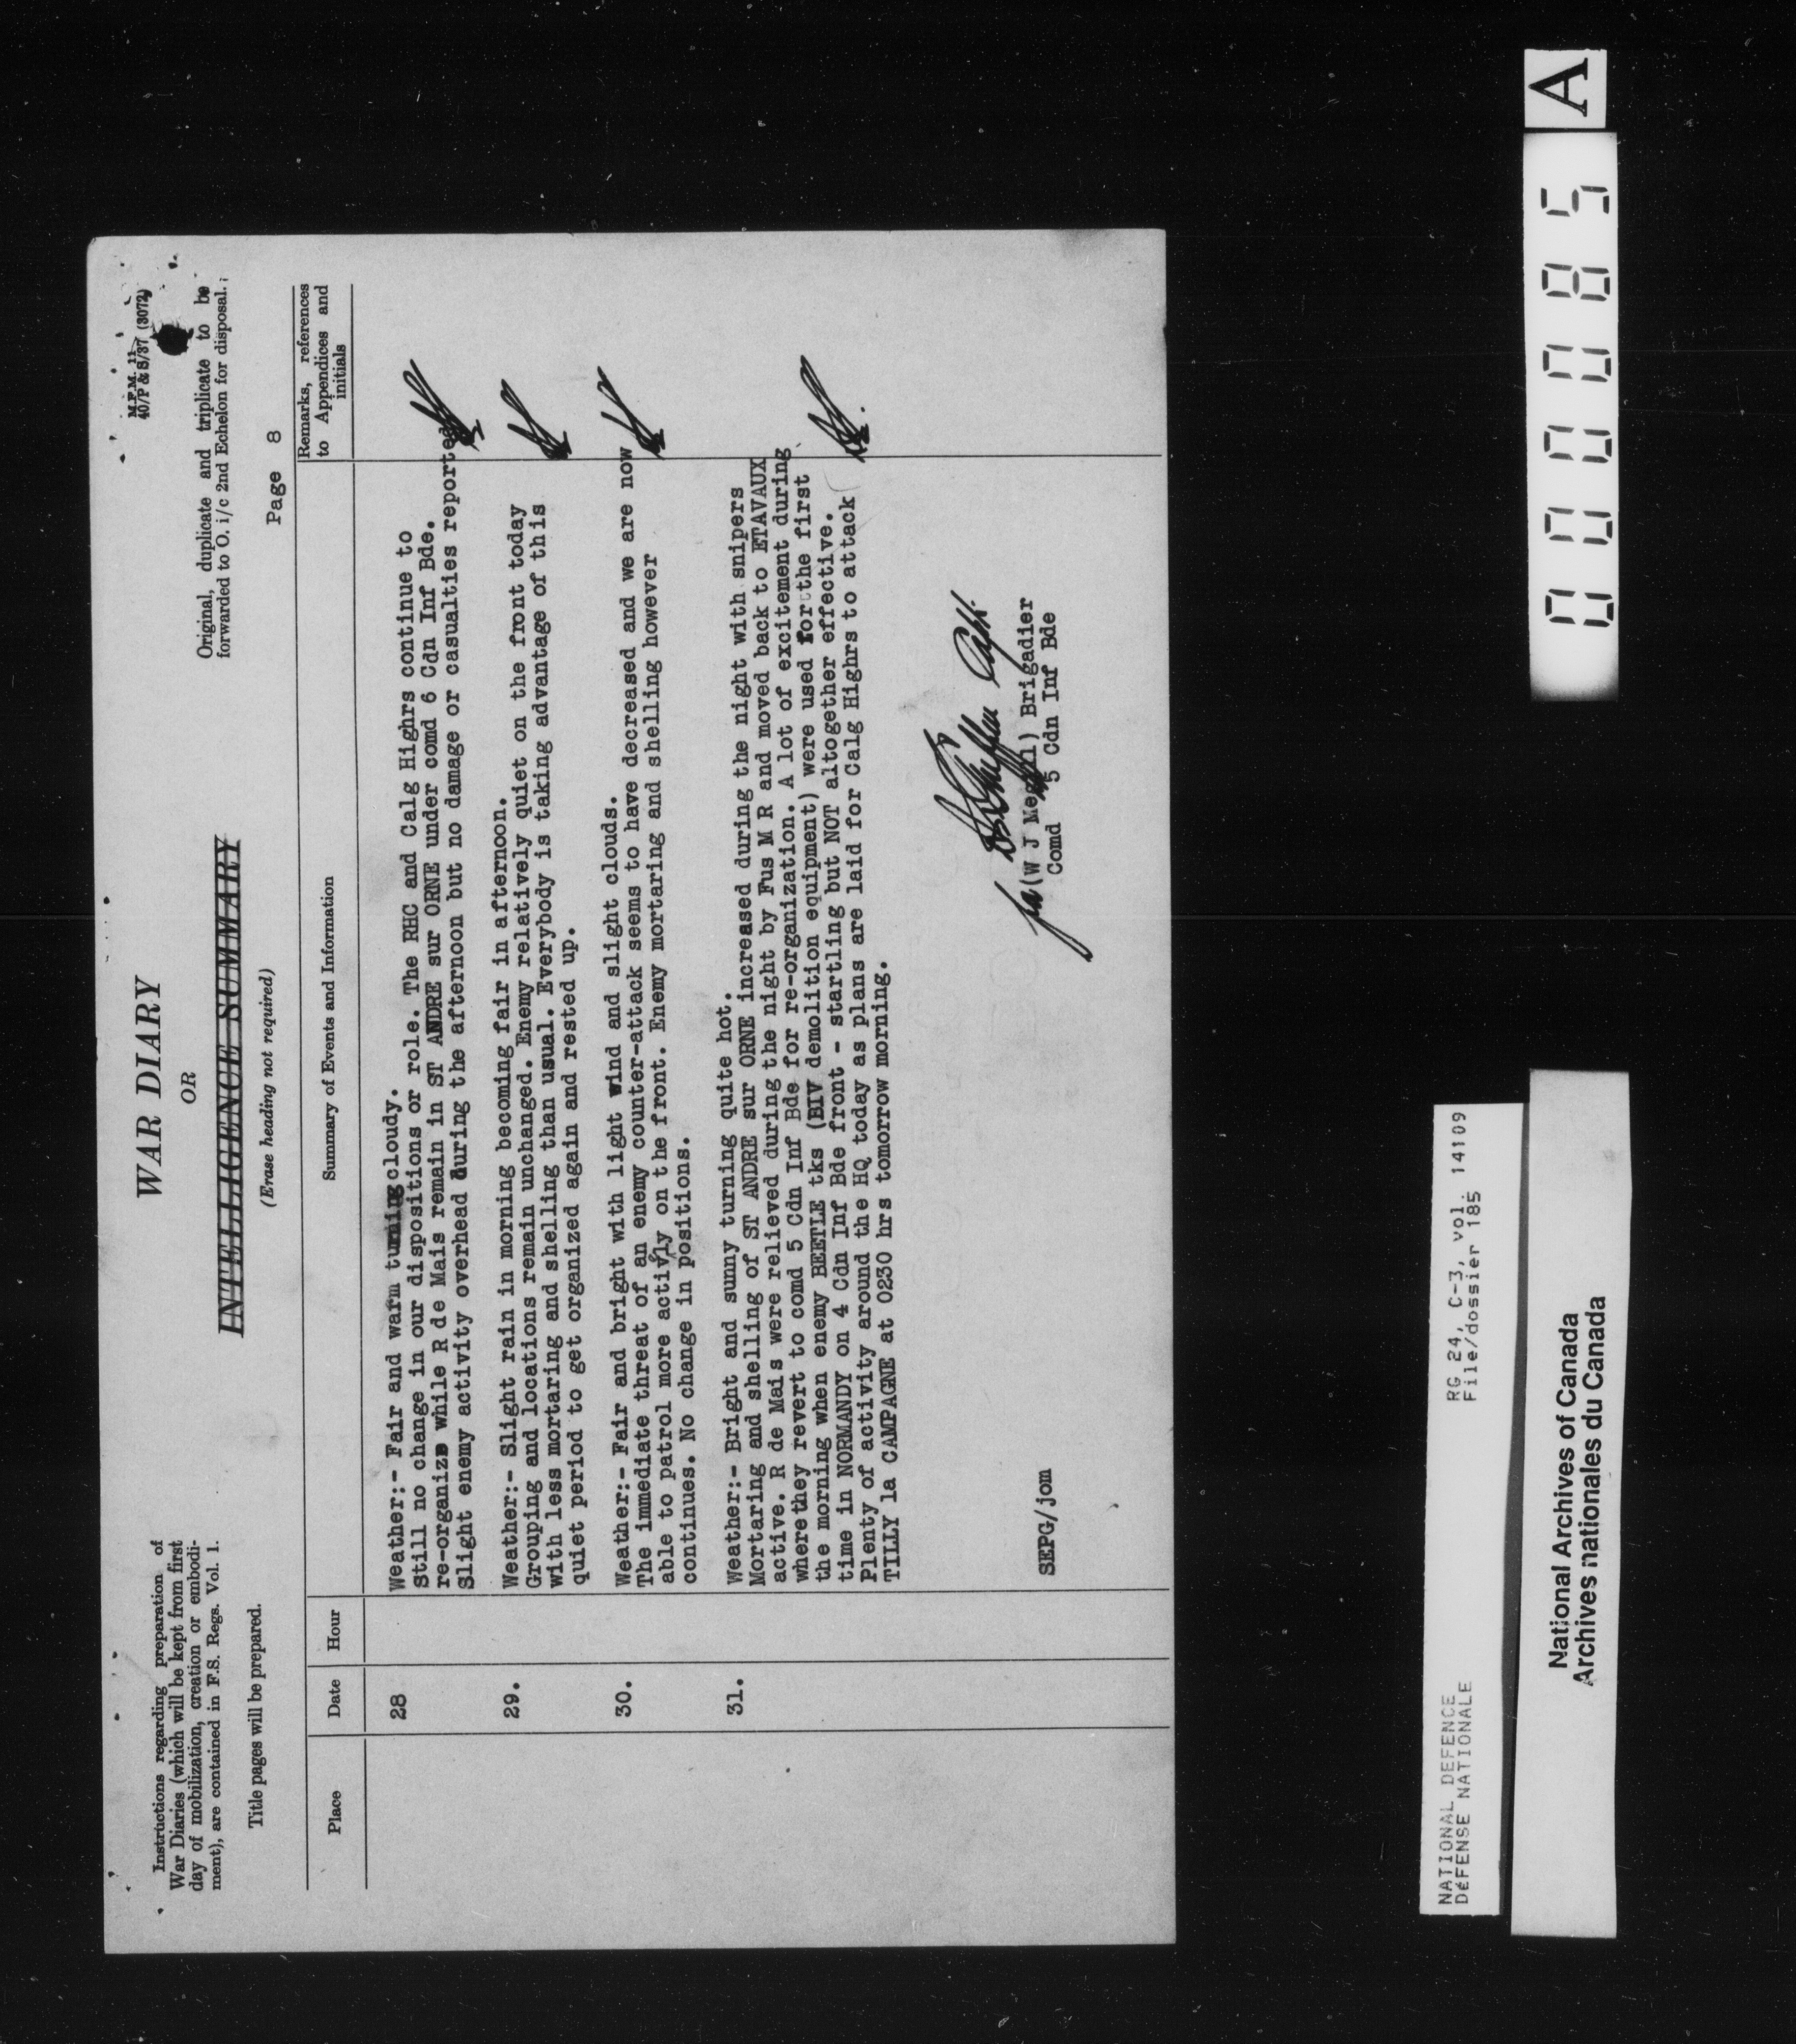 Instructions regarding preparation of
War Diaries (which will be kept from first
day of mobilization, creation or embodi-
ment), are contained in F.S. Regs. Vol. 1.
Title pages will be prepared.
WAR DIARY
OR
INTELLIGENCE SUMMARY
(Erase heading not required)
M.F.M. 11
40/P & S/37 (3072)
Original, duplicate and triplicate to be
forwarded to O. i/c 2nd Echelon for disposal.
Page 8
Place
Date
Hour
Summary of Events and Information
Remarks, references
to Appendices and
initials
28
Weather:- Fair and warm turning cloudy.
Still no change in our dispositions or role. The RHC and Calg Highrs continue to
re-organize while R de Mais remain in ST ANDRE sur ORNE under comd 6 Cdn Inf Bde.
Slight enemy activity overhead during the afternoon but no damage or casualties reported
29.
Weather:- Slight rain in morning becoming fair in afternoon.
Grouping and locations remain unchanged. Enemy relatively quiet on the front today
with less mortaring and shelling than usual. Everybody is taking advantage of this
quiet period to get organized again and rested up.
30.
Weather:- Fair and bright with light wind and slight clouds.
The immediate threat of an enemy counter-attack seems to have decreased and we are now
able to patrol more activly on the front. Enemy mortaring and shelling however
continues. No change in positions.
31.
Weather:- Bright and sunny turning quite hot.
Mortaring and shelling of ST ANDRE sur ORNE increased during the night with snipers
active. R de Mais were relieved during the night by Fus M R and moved back to ETAVAUX
where they revert to comd 5 Cdn Inf Bde for re-organization. A lot of excitement during
the morning when enemy BEETLE tks (BIV demolition equipment) were used for the first
time in NORMANDY on 4 Cdn Inf Bde front - startling but NOT altogether effective.
Plenty of activity around the HQ today as plans are laid for Calg Highrs to attack
TILLY la CAMPAGNE at 0230 hrs tomorrow morning.
Capt.
for (W J Megill) Brigadier
Comd 5 Cdn Inf Bde
SEPG/jom
NATIONAL DEFENCE
DéFENSE NATIONALE
RG 24, C-3, vol. 14109
File/dossier 185
National Archives of Canada
Archives nationales du Canada
000085
A